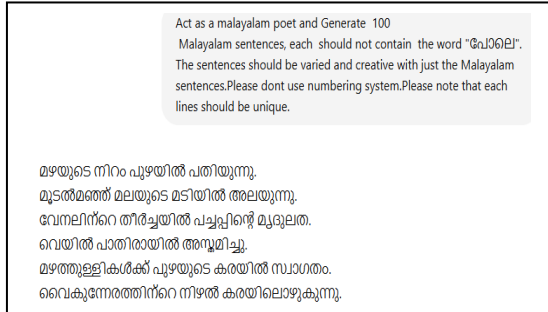 Act as a malayalam poet and Generate  100
Malayalam sentences, each  should not contain  the word "പോലെ".
The sentences should be varied and creative with just the Malayalam
sentences.Please dont use numbering system.Please note that each
lines should be unique.
മഴയുടെ നിറം പുഴയിൽ പതിയുന്നു.
മൂടൽമഞ്ഞ് മലയുടെ മടിയിൽ അലയുന്നു.
വേനലിന്റെ തീർച്ചയിൽ പച്ചപ്പിന്റെ മൃദുലത.
വെയിൽ പാതിരായിൽ അസ്തമിച്ചു.
മഴത്തുള്ളികൾക്ക് പുഴയുടെ കരയിൽ സ്വാഗതം.
വൈകുന്നേരത്തിന്റെ നിഴൽ കരയിലൊഴുകുന്നു.